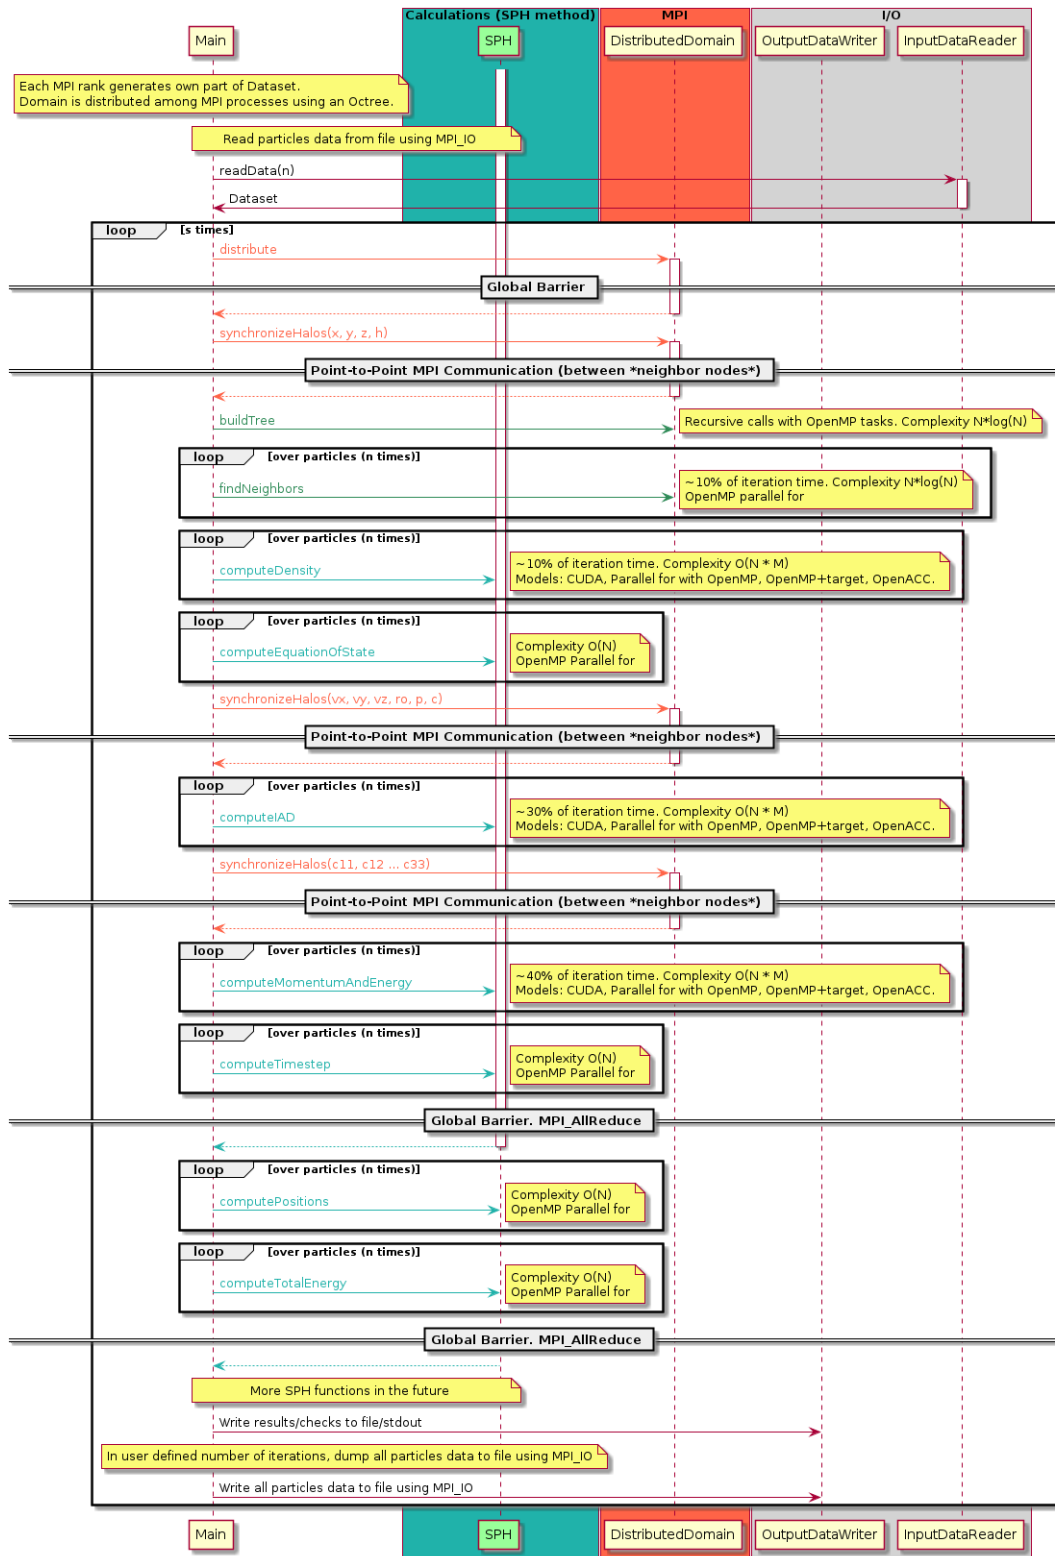 Calculations (SPH method)
MPI
I/O
Main
SPH
DistributedDomain
OutputDataWriter
InputDataReader
Each MPI rank generates own part of Dataset.
Domain is distributed among MPI processes using an Octree.
Read particles data from file using MPI_IO
readData(n)
Dataset
loop
[s times]
distribute
Global Barrier
synchronizeHalos(x, y, z, h)
Point-to-Point MPI Communication (between *neighbor nodes*)
buildTree
Recursive calls with OpenMP tasks. Complexity N*log(N)
loop
[over particles (n times)]
findNeighbors
~10% of iteration time. Complexity N*log(N)
OpenMP parallel for
loop
[over particles (n times)]
computeDensity
~10% of iteration time. Complexity O(N * M)
Models: CUDA, Parallel for with OpenMP, OpenMP+target, OpenACC.
loop
[over particles (n times)]
computeEquationOfState
Complexity O(N)
OpenMP Parallel for
synchronizeHalos(vx, vy, vz, ro, p, c)
Point-to-Point MPI Communication (between *neighbor nodes*)
loop
[over particles (n times)]
computeIAD
~30% of iteration time. Complexity O(N * M)
Models: CUDA, Parallel for with OpenMP, OpenMP+target, OpenACC.
synchronizeHalos(c11, c12 ... c33)
Point-to-Point MPI Communication (between *neighbor nodes*)
loop
[over particles (n times)]
computeMomentumAndEnergy
~40% of iteration time. Complexity O(N * M)
Models: CUDA, Parallel for with OpenMP, OpenMP+target, OpenACC.
loop
[over particles (n times)]
computeTimestep
Complexity O(N)
OpenMP Parallel for
Global Barrier. MPI_AllReduce
loop
[over particles (n times)]
computePositions
Complexity O(N)
OpenMP Parallel for
loop
[over particles (n times)]
computeTotalEnergy
Complexity O(N)
OpenMP Parallel for
Global Barrier. MPI_AllReduce
More SPH functions in the future
Write results/checks to file/stdout
In user defined number of iterations, dump all particles data to file using MPI_IO
Write all particles data to file using MPI_IO
Main
SPH
DistributedDomain
OutputDataWriter
InputDataReader